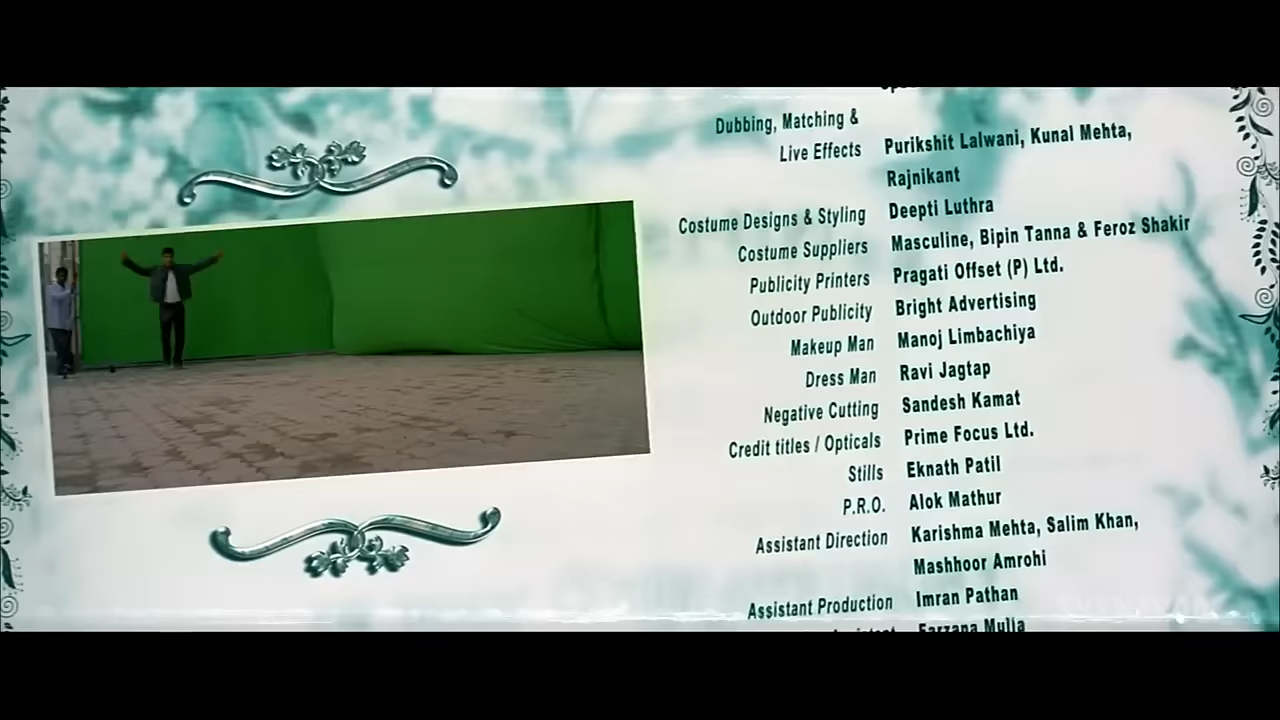 Dubbing, Matching &
Live Effects Purikshit Lalwani, Kunal Mehta,
Rajnikant
Costume Designs & Styling Deepti Luthra
Costume Suppliers Masculine, Bipin Tanna & Feroz Shakir
Publicity Printers Pragati Offset (P) Ltd.
Outdoor Publicity Bright Advertising
Makeup Man Manoj Limbachiya
Dress Man Ravi Jagtap
Negative Cutting Sandesh Kamat
Credit titles / Opticals Prime Focus Ltd.
Stills Eknath Patil
P.R.O. Alok Mathur
Assistant Direction Karishma Mehta, Salim Khan,
Mashhoor Amrohi
Assistant Production Imran Pathan
Farzana Mulla